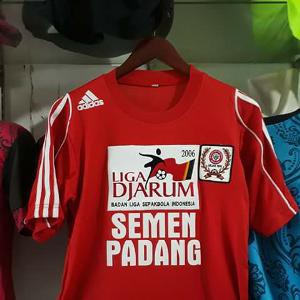 adidas
2006
LIGA
DJARUM
BADAN LIGA SEPAKBOLA INDONESIA
SEMEN
PADANG